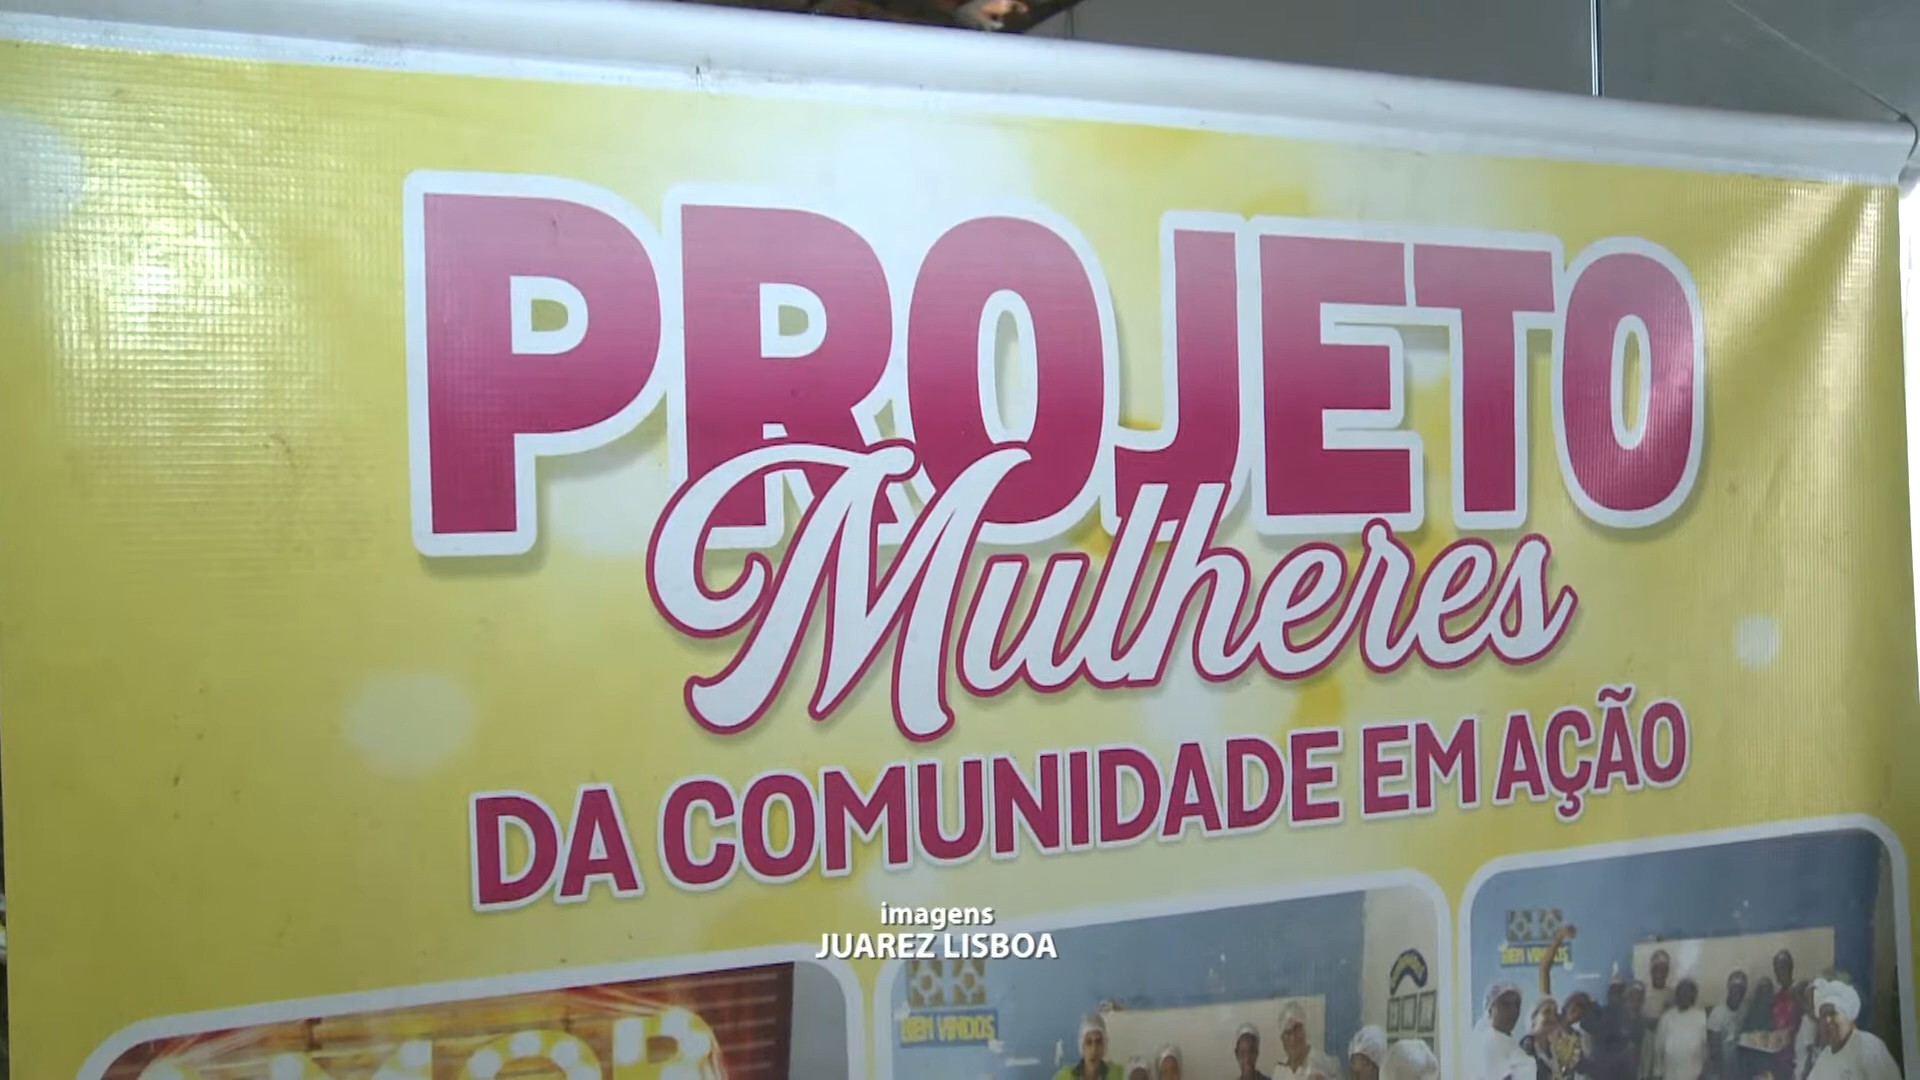 PROJETO
Mulheres
DA COMUNIDADE EM AÇÃO
imagens
JUAREZ LISBOA
BEM VINDOS
BEM VINDOS